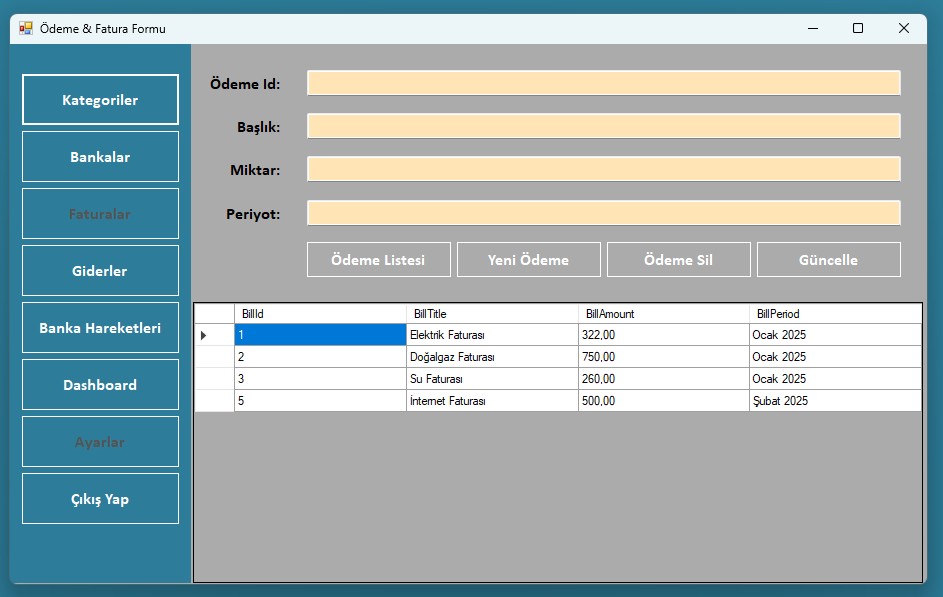 Ödeme & Fatura Formu
Kategoriler
Bankalar
Faturalar
Giderler
Banka Hareketleri
Dashboard
Ayarlar
Çıkış Yap
Ödeme Id:
Başlık:
Miktar:
Periyot:
Ödeme Listesi Yeni Ödeme Ödeme Sil Güncelle
BillId BillTitle BillAmount BillPeriod
1 Elektrik Faturası 322,00 Ocak 2025
2 Doğalgaz Faturası 750,00 Ocak 2025
3 Su Faturası 260,00 Ocak 2025
5 İnternet Faturası 500,00 Şubat 2025